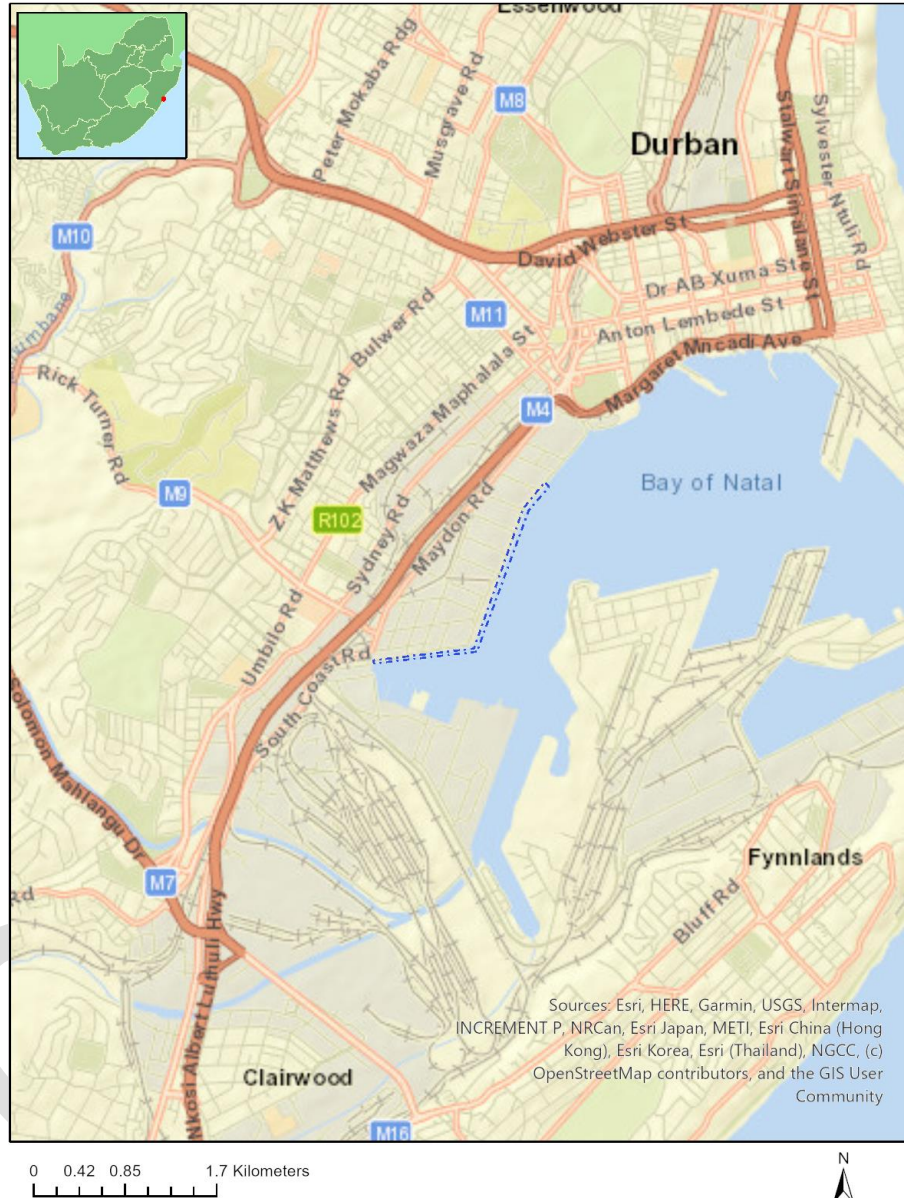 Essenwood
Peter Mokaba Rdg
Musgrave Rd
M8
Durban
Stalwart Simalane St
Sylvester Ntuli Rd
M10
David Webster St
Dr AB Xuma St
M11
Anton Lembede St
umbane
Bulwer Rd
Margaret Mncadi Ave
Rick Turner Rd
ZK Matthews Rd
Magwaza Maphalala St
M4
Bay of Natal
M9
R102
Sydney Rd
Maydon Rd
Umbilo Rd
South Coast Rd
Solomon Mahlangu Dr
Fynnlands
M7
Rd
Bluff Rd
Nkosi Albert Luthuli Hwy
Clairwood
M16
Sources: Esri, HERE, Garmin, USGS, Intermap,
INCREMENT P, NRCan, Esri Japan, METI, Esri China (Hong
Kong), Esri Korea, Esri (Thailand), NGCC, (c)
OpenStreetMap contributors, and the GIS User
Community
0 0.42 0.85 1.7 Kilometers
N